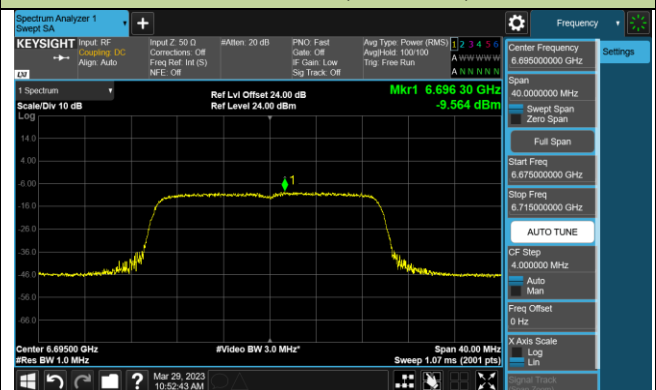 Spectrum Analyzer 1
Swept SA
Frequency
KEYSIGHT
Input: RF
Coupling: DC
Align: Auto
Input Z: 50 Ω
Corrections: Off
Freq Ref: Int (S)
NFE: Off
#Atten: 20 dB
PNO: Fast
Gate: Off
IF Gain: Low
Sig Track: Off
Avg Type: Power (RMS)
Avg|Hold: 100/100
Trig: Free Run
1 2 3 4 5 6
A W W W W W
A N N N N N
LXI
1 Spectrum
Scale/Div 10 dB
Log
Ref Lvl Offset 24.00 dB
Ref Level 24.00 dBm
Mkr1 6.696 30 GHz
-9.564 dBm
14.0
4.00
-6.00
-16.0
-26.0
-36.0
-46.0
-56.0
-66.0
1
Center 6.69500 GHz
#Res BW 1.0 MHz
#Video BW 3.0 MHz*
Span 40.00 MHz
Sweep 1.07 ms (2001 pts)
Mar 29, 2023
10:52:43 AM
Center Frequency
6.695000000 GHz
Settings
Span
40.0000000 MHz
Swept Span
Zero Span
Full Span
Start Freq
6.675000000 GHz
Stop Freq
6.715000000 GHz
AUTO TUNE
CF Step
4.000000 MHz
Auto
Man
Freq Offset
0 Hz
X Axis Scale
Log
Lin
Signal Track